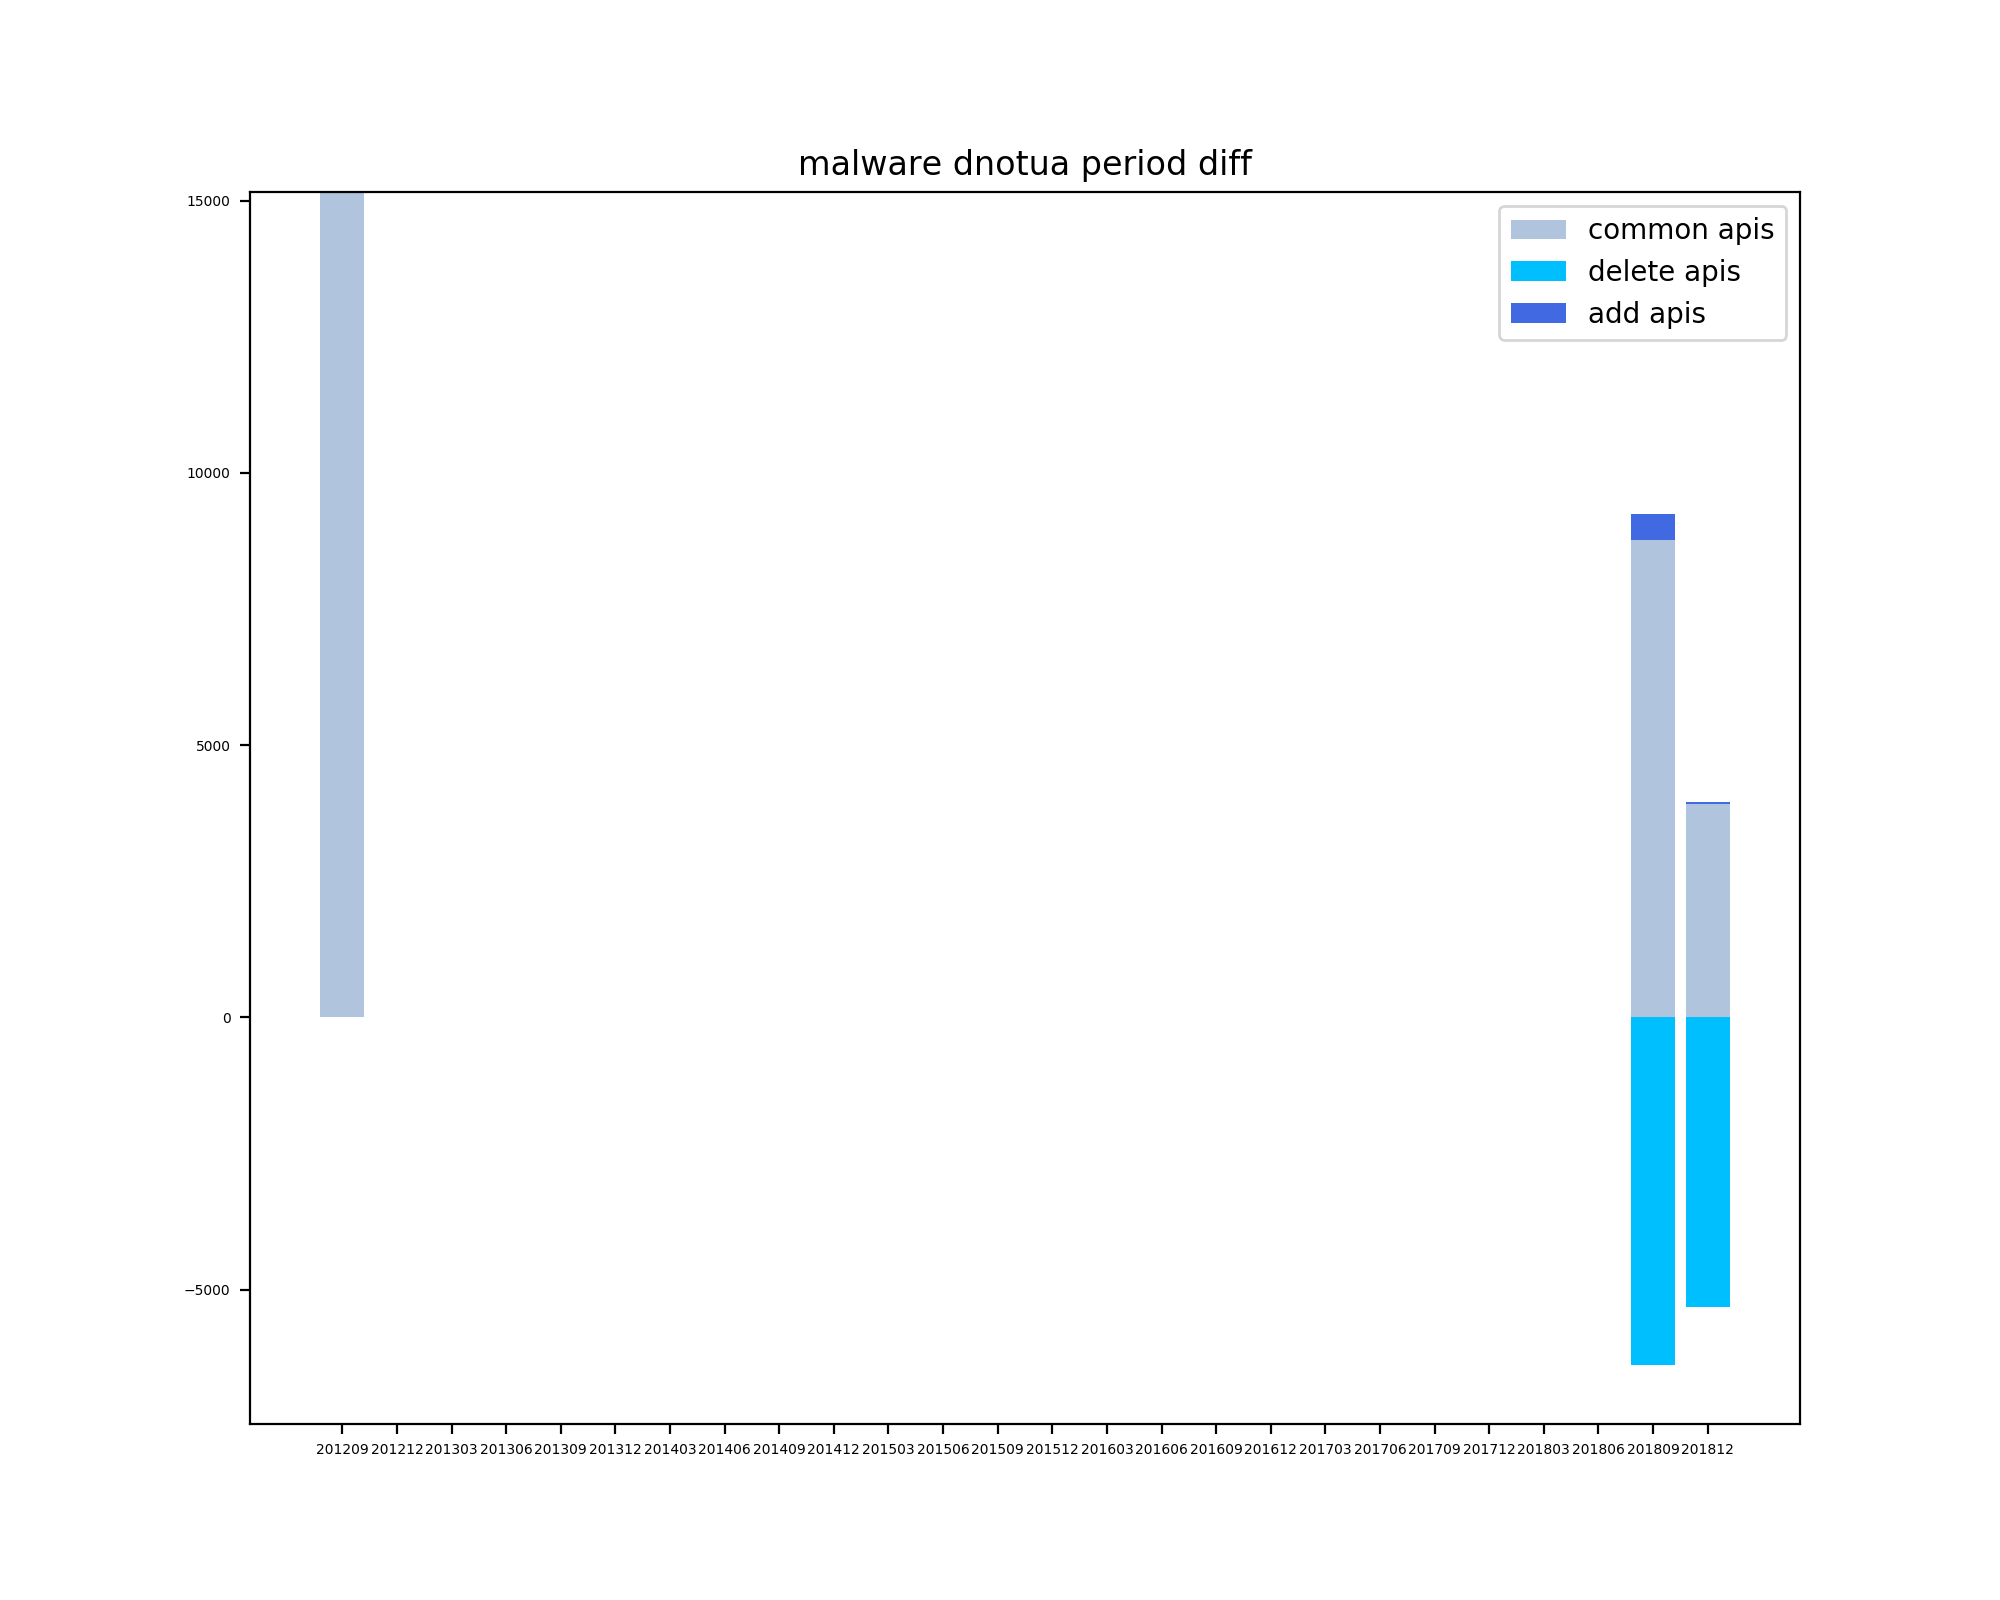 malware dnotua period diff
15000
10000
5000
0
−5000
common apis
delete apis
add apis
201209 201212 201303 201306 201309 201312 201403 201406 201409 201412 201503 201506 201509 201512 201603 201606 201609 201612 201703 201706 201709 201712 201803 201806 201809 201812